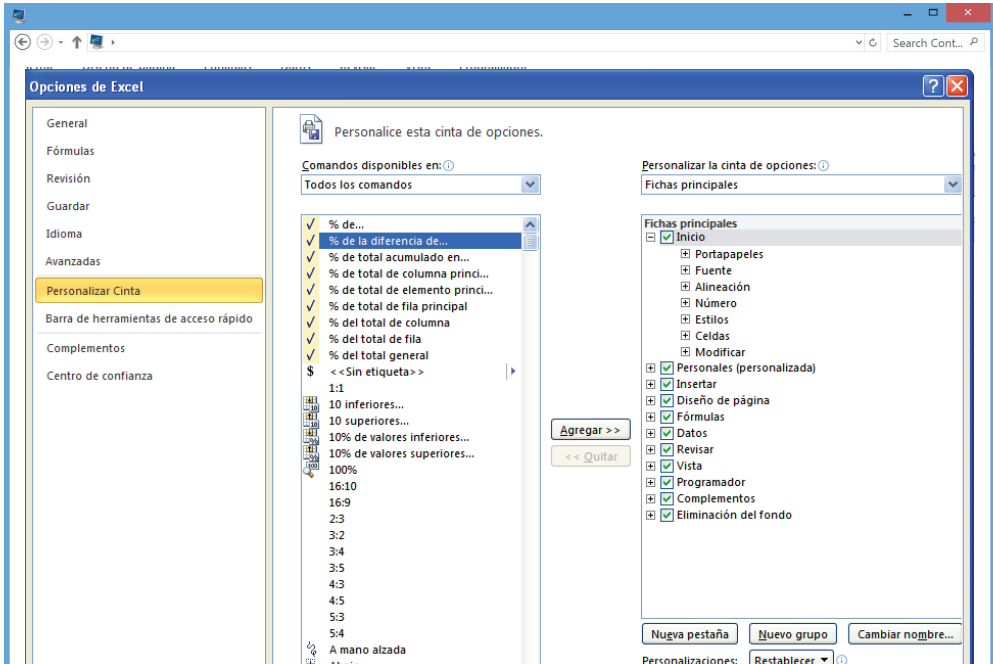 Search Cont...
Opciones de Excel
General
Fórmulas
Revisión
Guardar
Idioma
Avanzadas
Personalizar Cinta
Barra de herramientas de acceso rápido
Complementos
Centro de confianza
Personalice esta cinta de opciones.
Comandos disponibles en:
Todos los comandos
% de...
% de la diferencia de...
% de total acumulado en...
% de total de columna princi...
% de total de elemento princi...
% de total de fila principal
% del total de columna
% del total de fila
% del total general
$ <<Sin etiqueta>>
1:1
10 inferiores...
10 superiores...
10% de valores inferiores...
10% de valores superiores...
100%
16:10
16:9
2:3
3:2
3:4
3:5
4:3
4:5
5:3
5:4
A mano alzada
Agregar >>
<< Quitar
Personalizar la cinta de opciones:
Fichas principales
Fichas principales
Inicio
Portapapeles
Fuente
Alineación
Número
Estilos
Celdas
Modificar
Personales (personalizada)
Insertar
Diseño de página
Fórmulas
Datos
Revisar
Vista
Programador
Complementos
Eliminación del fondo
Nueva pestaña
Nuevo grupo
Cambiar nombre...
Personalizaciones:
Restablecer